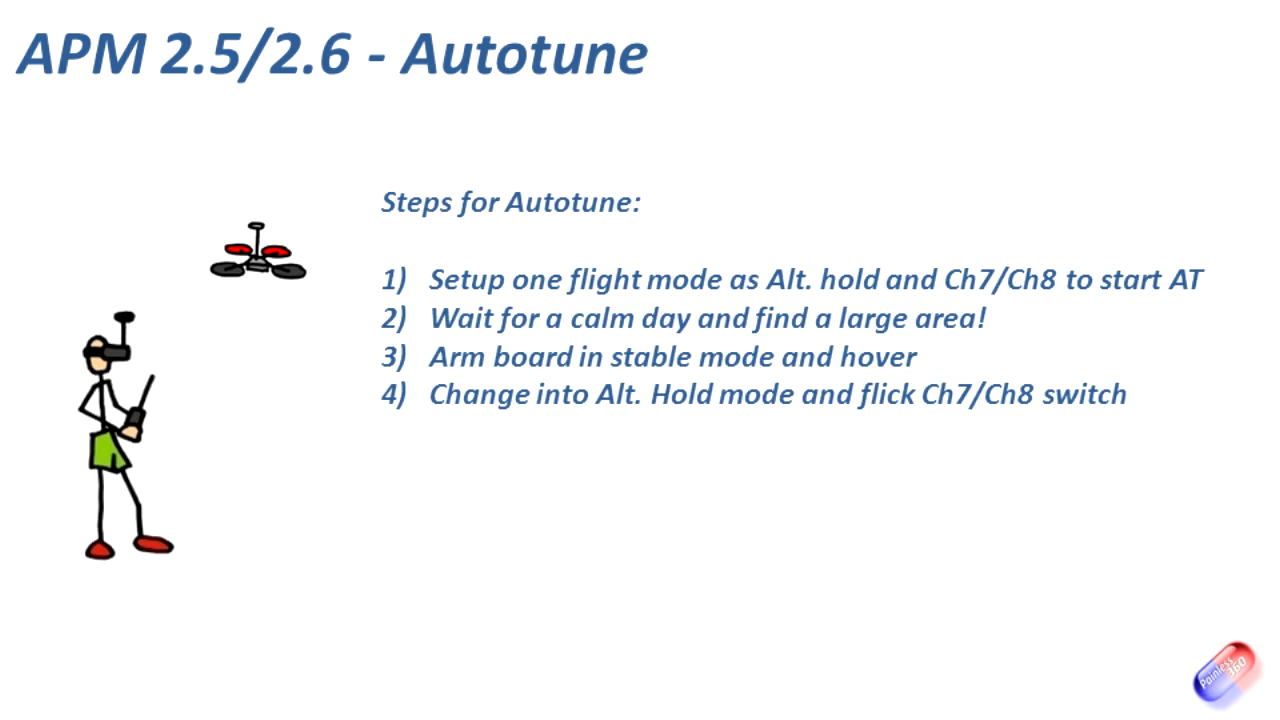 APM 2.5/2.6 - Autotune
Steps for Autotune:
1) Setup one flight mode as Alt. hold and Ch7/Ch8 to start AT
2) Wait for a calm day and find a large area!
3) Arm board in stable mode and hover
4) Change into Alt. Hold mode and flick Ch7/Ch8 switch
Painless
360